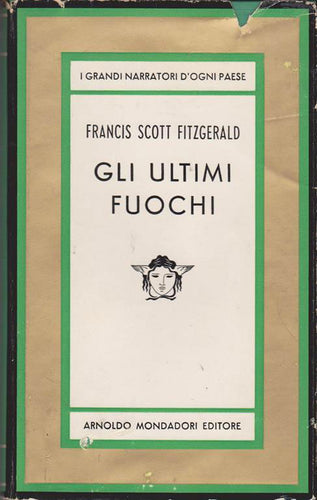 I GRANDI NARRATORI D'OGNI PAESE
FRANCIS SCOTT FITZGERALD
GLI ULTIMI
FUOCHI
ARNOLDO MONDADORI EDITORE